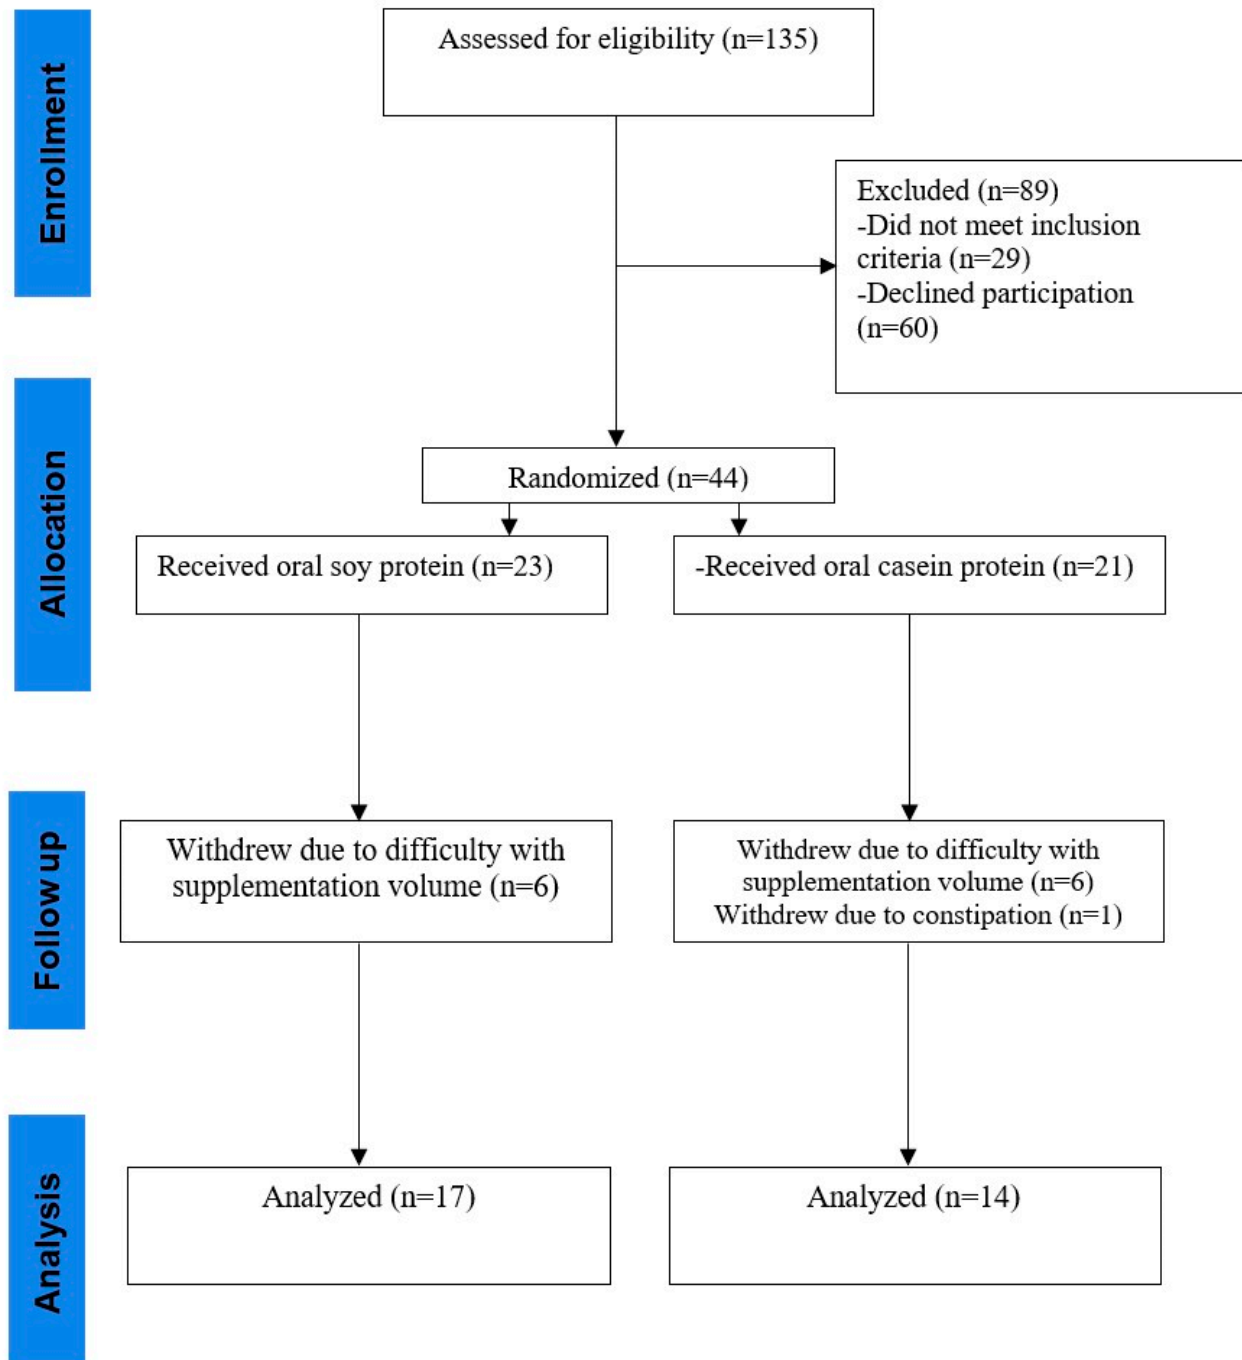 Enrollment
Assessed for eligibility (n=135)
Excluded (n=89)
-Did not meet inclusion
criteria (n=29)
-Declined participation
(n=60)
Allocation
Randomized (n=44)
Received oral soy protein (n=23)
-Received oral casein protein (n=21)
Follow up
Withdrew due to difficulty with
supplementation volume (n=6)
Withdrew due to difficulty with
supplementation volume (n=6)
Withdrew due to constipation (n=1)
Analysis
Analyzed (n=17)
Analyzed (n=14)